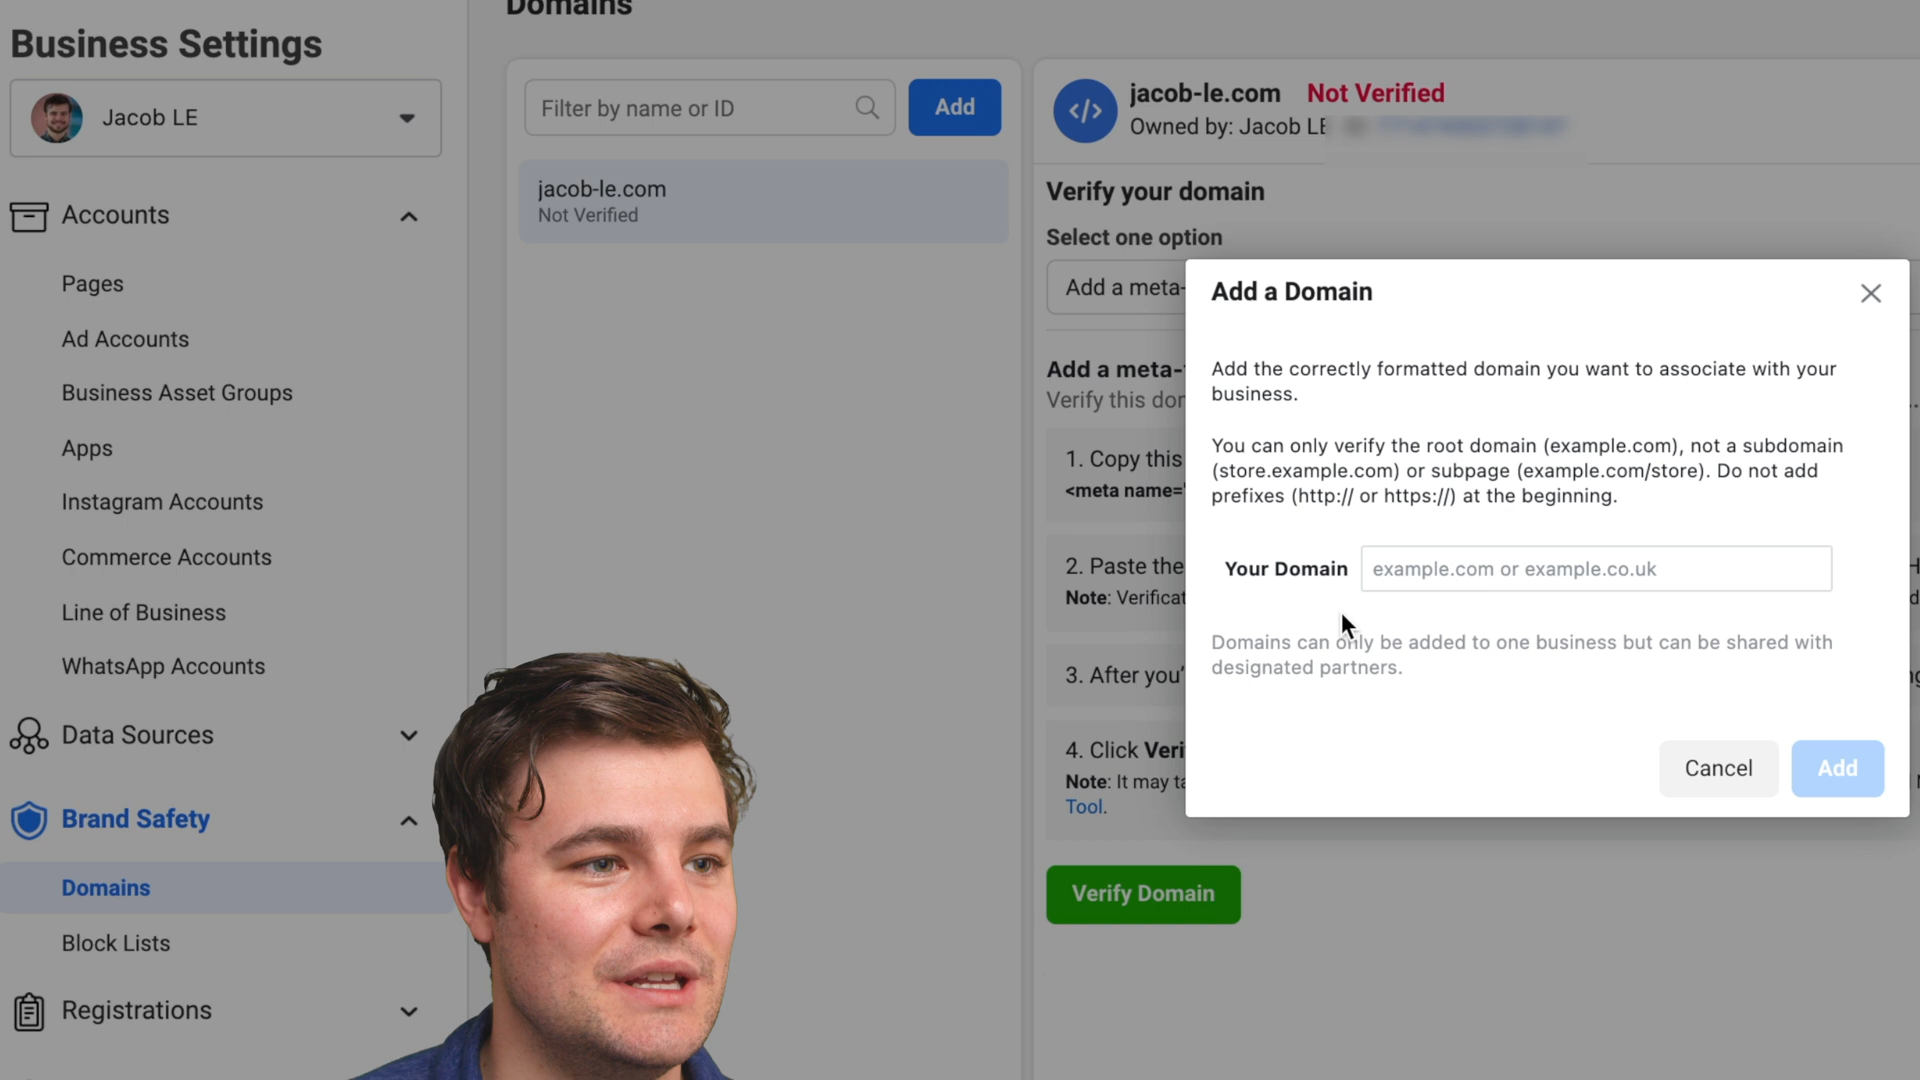 Domains
Business Settings
Jacob LE
Accounts
Pages
Ad Accounts
Business Asset Groups
Apps
Instagram Accounts
Commerce Accounts
Line of Business
WhatsApp Accounts
Data Sources
Brand Safety
Domains
Block Lists
Registrations
Filter by name or ID
Add
jacob-le.com
Not Verified
jacob-le.com Not Verified
Owned by: Jacob LE
Verify your domain
Select one option
Add a meta-
Add a meta-
Verify this
1. Copy this
<meta name=
2. Paste the
Note:
3. After
4. Click
Note: It may
Tool.
Verify Domain
Add a Domain
Add the correctly formatted domain you want to associate with your
business.
You can only verify the root domain (example.com), not a subdomain
(store.example.com) or subpage (example.com/store). Do not add
prefixes (http:// or https://) at the beginning.
Your Domain example.com or example.co.uk
Domains can only be added to one business but can be shared with
designated partners.
Cancel
Add